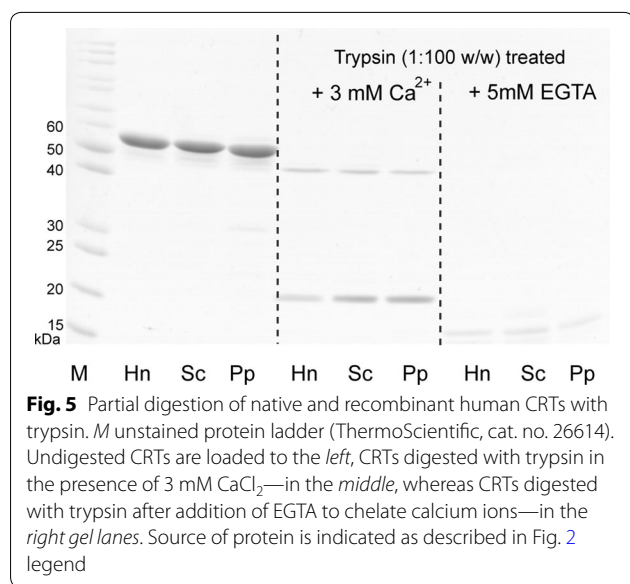 Trypsin (1:100 w/w) treated
+ 3 mM Ca2+ + 5mM EGTA
60
50
40
30
25
20
15
kDa
M Hn Sc Pp Hn Sc Pp Hn Sc Pp
Fig. 5 Partial digestion of native and recombinant human CRTs with
trypsin. M unstained protein ladder (ThermoScientific, cat. no. 26614).
Undigested CRTs are loaded to the left, CRTs digested with trypsin in
the presence of 3 mM CaCl2—in the middle, whereas CRTs digested
with trypsin after addition of EGTA to chelate calcium ions—in the
right gel lanes. Source of protein is indicated as described in Fig. 2
legend